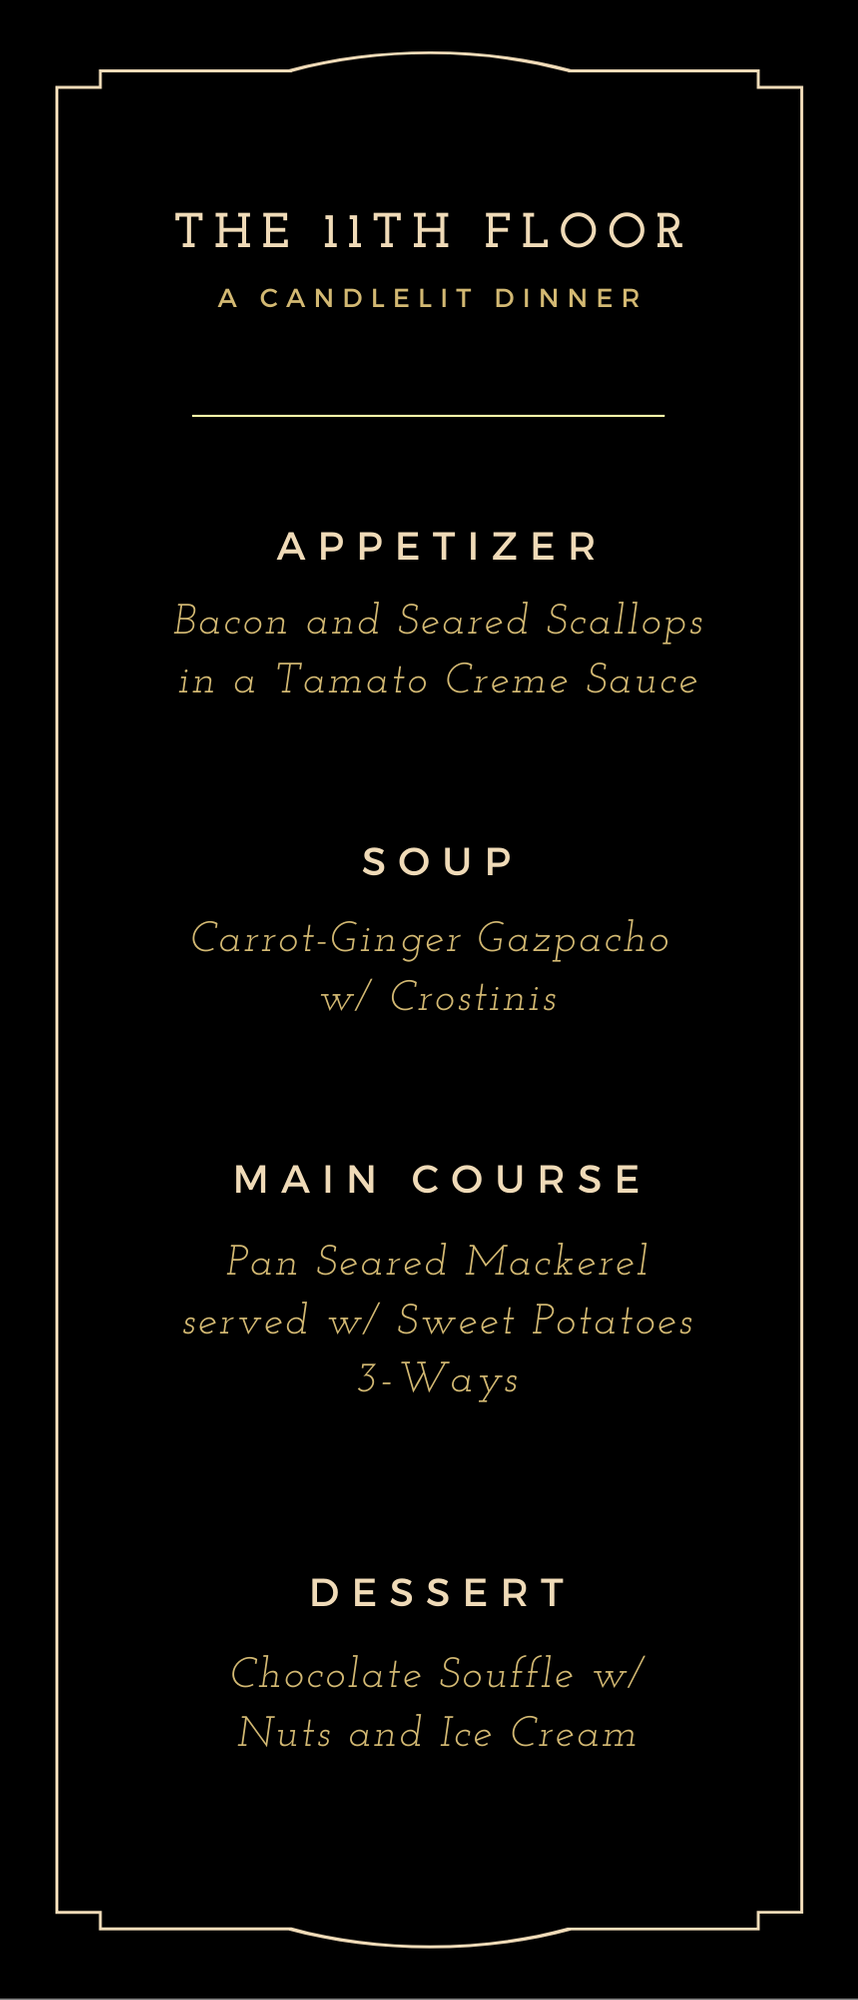 THE 11TH FLOOR
A CANDLELIT DINNER
APPETIZER
Bacon and Seared Scallops
in a Tamato Creme Sauce
SOUP
Carrot-Ginger Gazpacho
w/ Crostinis
MAIN COURSE
Pan Seared Mackerel
served w/ Sweet Potatoes
3-Ways
DESSERT
Chocolate Souffle w/
Nuts and Ice Cream